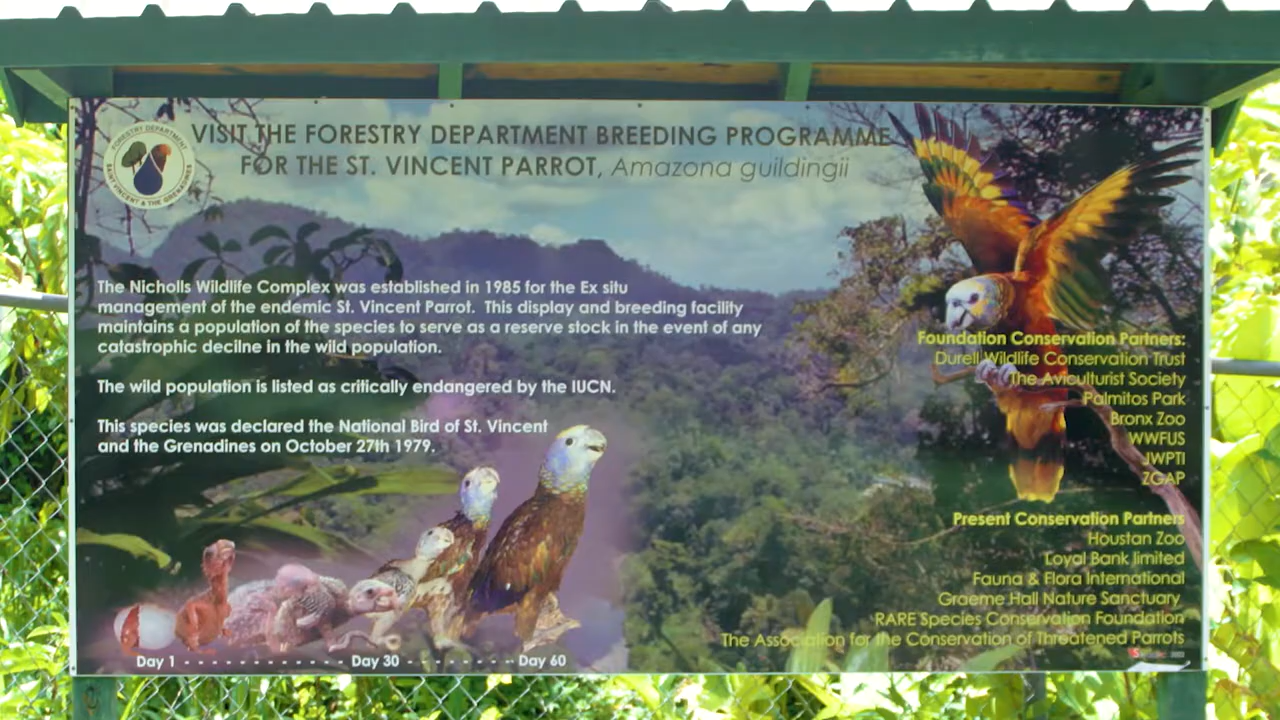 FORESTRY DEPARTMENT
SAINT VINCENT & THE GRENADINES
VISIT THE FORESTRY DEPARTMENT BREEDING PROGRAMME
FOR THE ST. VINCENT PARROT, Amazona guildingii
The Nicholls Wildlife Complex was established in 1985 for the Ex situ
management of the endemic St. Vincent Parrot. This display and breeding facility
maintains a population of the species to serve as a reserve stock in the event of any
catastrophic decilne in the wild population.
The wild population is listed as critically endangered by the IUCN.
This species was declared the National Bird of St. Vincent
and the Grenadines on October 27th 1979.
Day 1 - - - - - - - - - - - - - - - - - Day 30 - - - - - - - - - - - - Day 60
Foundation Conservation Partners:
Durell Wildlife Conservation Trust
The Aviculturist Society
Palmitos Park
Bronx Zoo
WWFUS
JWPTI
ZGAP
Present Conservation Partners
Houstan Zoo
Loyal Bank limited
Fauna & Flora International
Graeme Hall Nature Sanctuary
RARE Species Conservation Foundation
The Association for the Conservation of Threatened Parrots